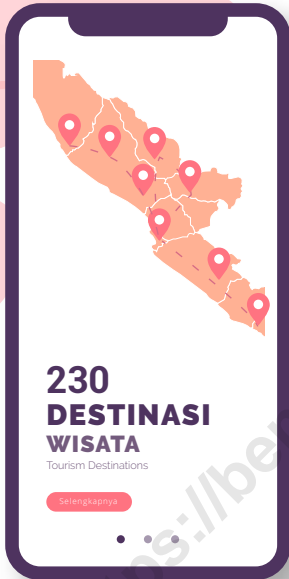 230
DESTINASI
WISATA
Tourism Destinations
Selengkapnya